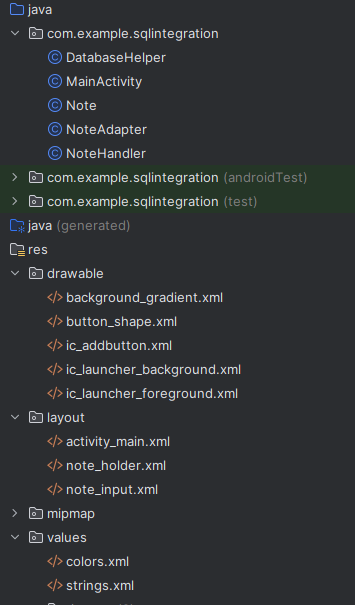 java
com.example.sqlintegration
DatabaseHelper
MainActivity
Note
NoteAdapter
NoteHandler
com.example.sqlintegration (androidTest)
com.example.sqlintegration (test)
java (generated)
res
drawable
background_gradient.xml
button_shape.xml
ic_addbutton.xml
ic_launcher_background.xml
ic_launcher_foreground.xml
layout
activity_main.xml
note_holder.xml
note_input.xml
mipmap
values
colors.xml
strings.xml